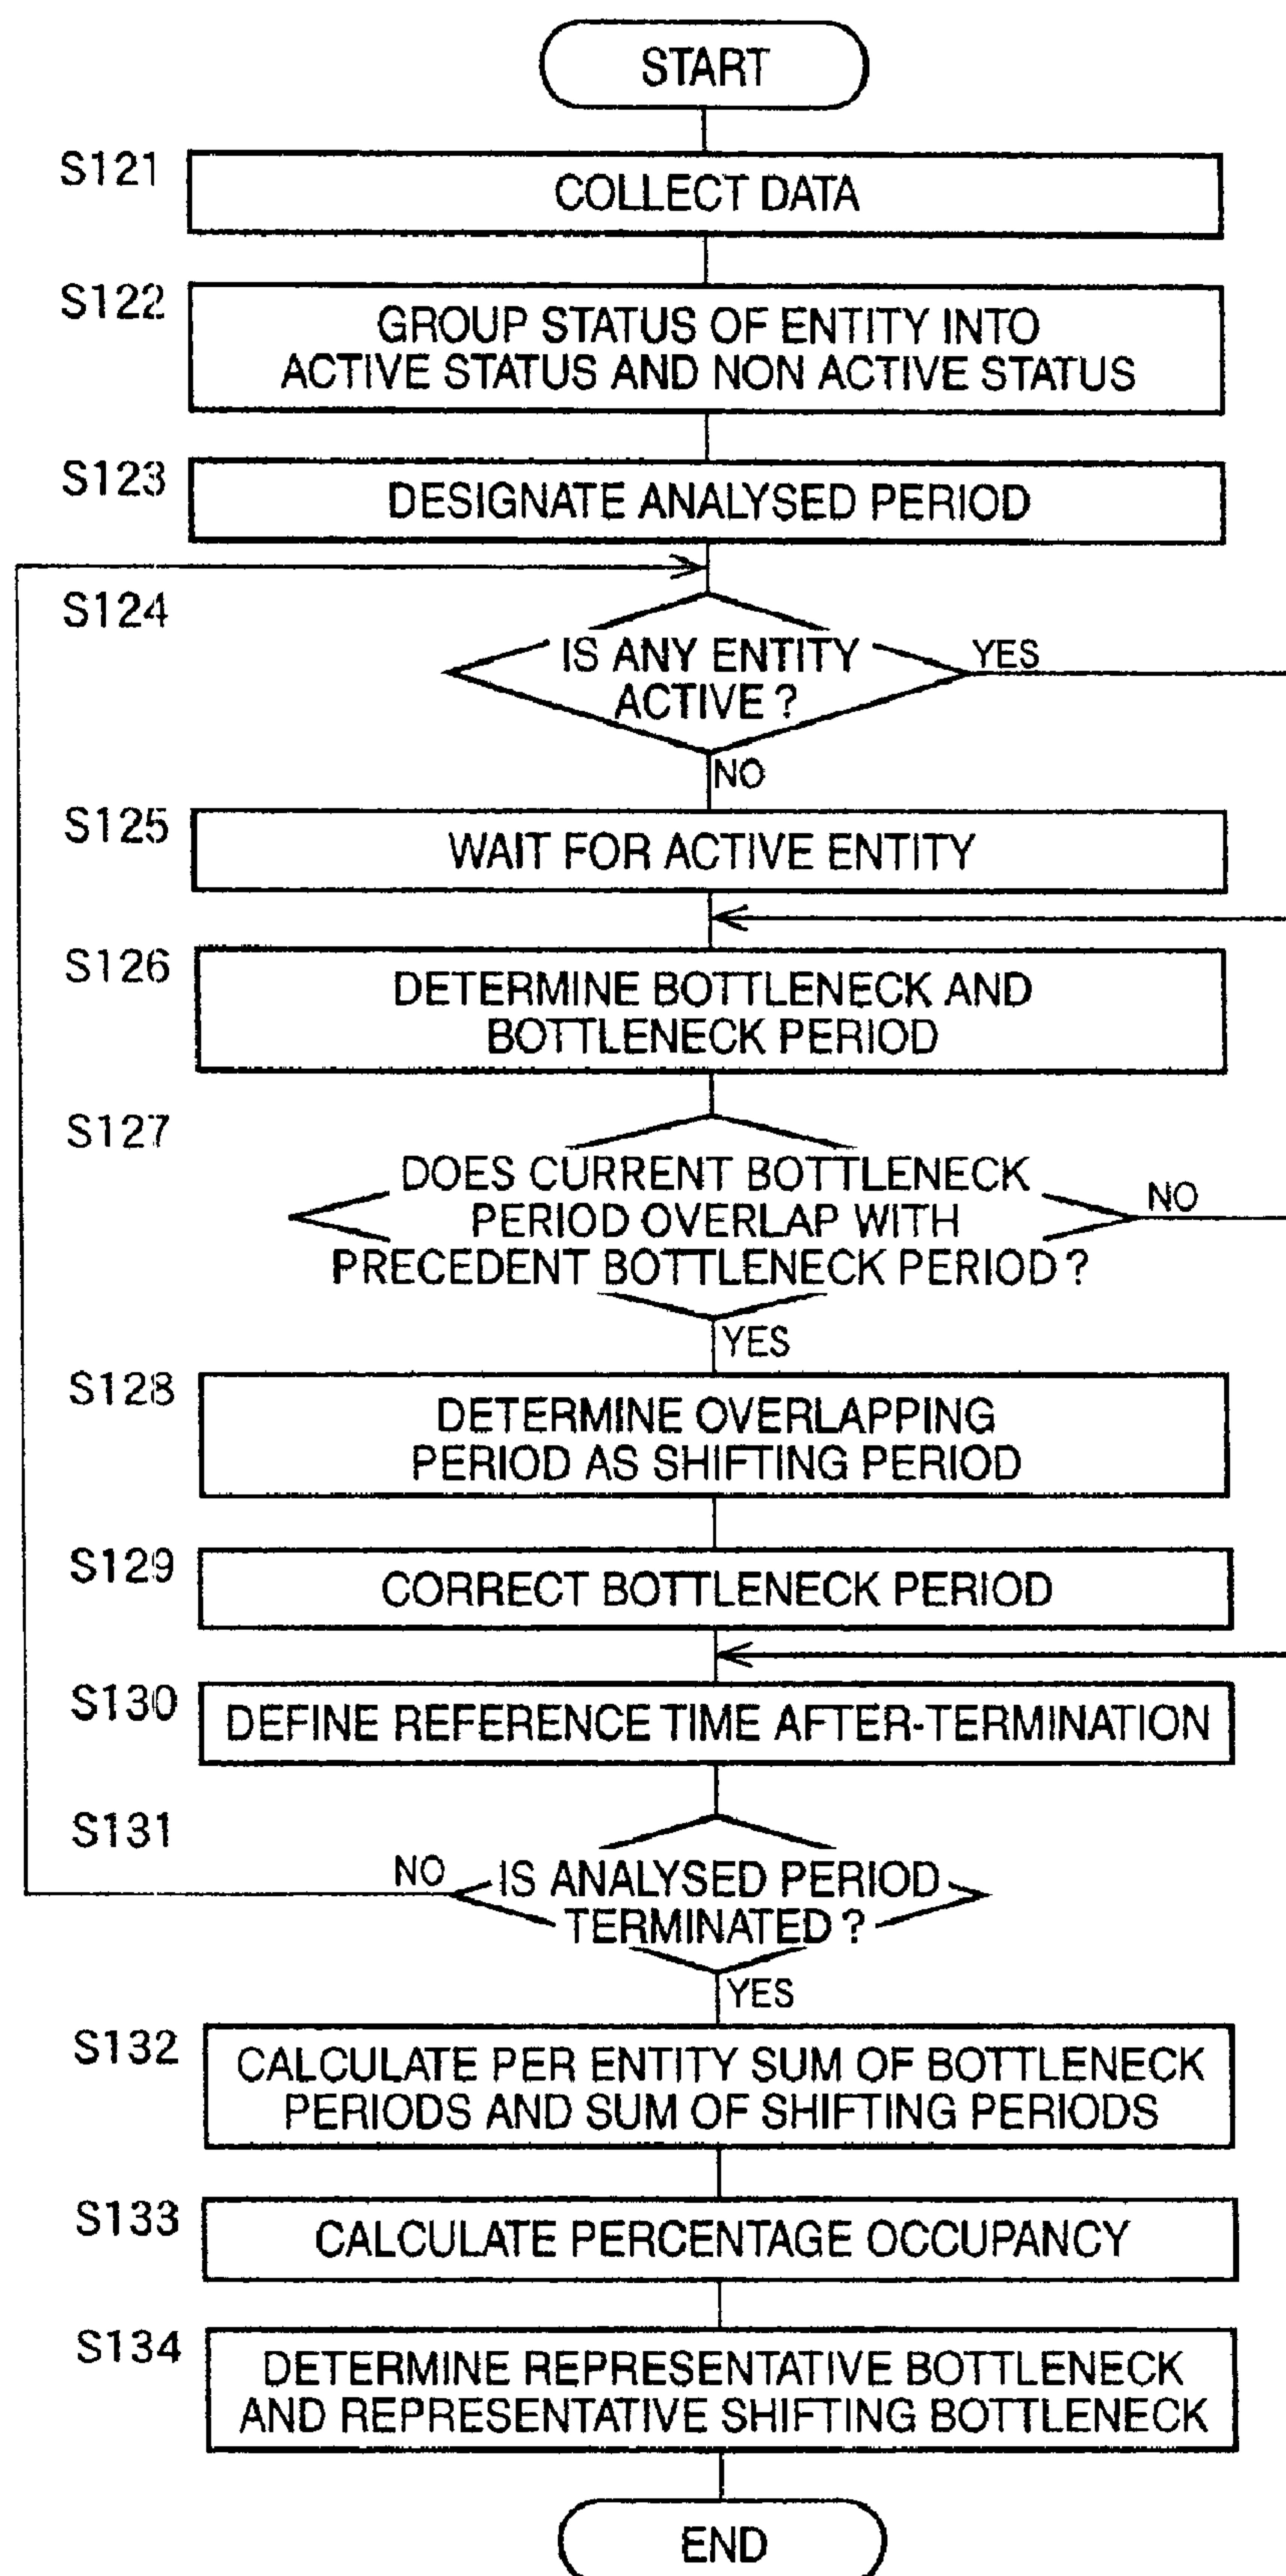 START
S121
COLLECT DATA
S122
GROUP STATUS OF ENTITY INTO
ACTIVE STATUS AND NON ACTIVE STATUS
S123
DESIGNATE ANALYSED PERIOD
S124
IS ANY ENTITY
ACTIVE ?
YES
NO
S125
WAIT FOR ACTIVE ENTITY
S126
DETERMINE BOTTLENECK AND
BOTTLENECK PERIOD
S127
DOES CURRENT BOTTLENECK
PERIOD OVERLAP WITH
PRECEDENT BOTTLENECK PERIOD ?
NO
YES
S128
DETERMINE OVERLAPPING
PERIOD AS SHIFTING PERIOD
S129
CORRECT BOTTLENECK PERIOD
S130
DEFINE REFERENCE TIME AFTER-TERMINATION
S131
NO
IS ANALYSED PERIOD
TERMINATED ?
YES
S132
CALCULATE PER ENTITY SUM OF BOTTLENECK
PERIODS AND SUM OF SHIFTING PERIODS
S133
CALCULATE PERCENTAGE OCCUPANCY
S134
DETERMINE REPRESENTATIVE BOTTLENECK
AND REPRESENTATIVE SHIFTING BOTTLENECK
END